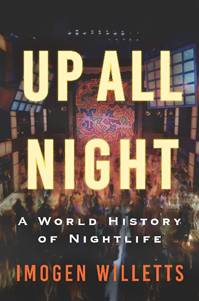 UP ALL
NIGHT
A WORLD HISTORY
OF NIGHTLIFE
IMOGEN WILLETTS